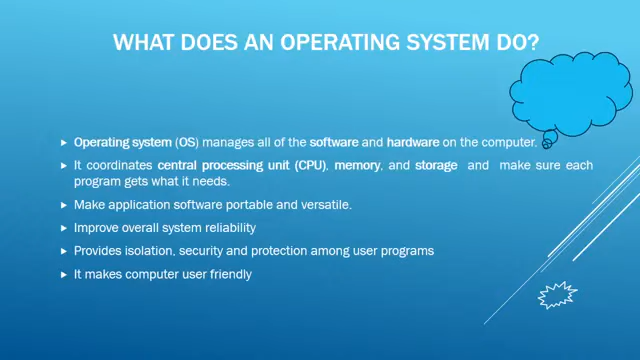 WHAT DOES AN OPERATING SYSTEM DO?
Operating system (OS) manages all of the software and hardware on the computer.
It coordinates central processing unit (CPU), memory, and storage and make sure each
program gets what it needs.
Make application software portable and versatile.
Improve overall system reliability
Provides isolation, security and protection among user programs
It makes computer user friendly